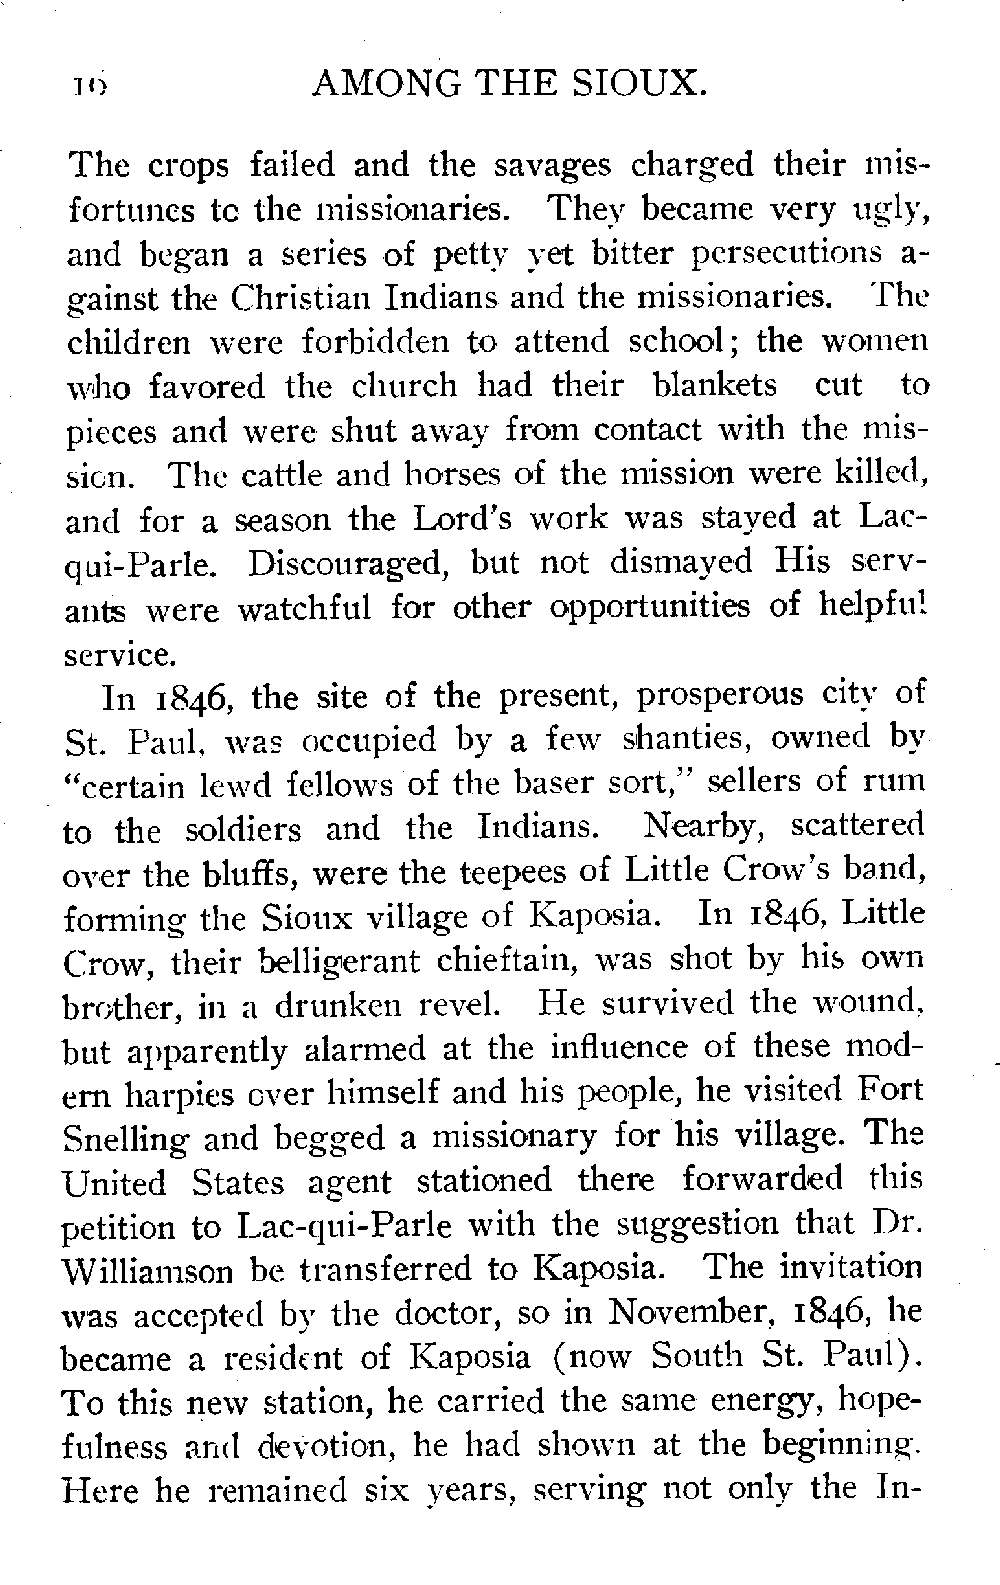 10 AMONG THE SIOUX.
The crops failed and the savages charged their mis-
fortunes to the missionaries. They became very ugly,
and began a series of petty yet bitter persecutions a-
gainst the Christian Indians and the missionaries. The
children were forbidden to attend school; the women
who favored the church had their blankets cut to
pieces and were shut away from contact with the mis-
sion. The cattle and horses of the mission were killed,
and for a season the Lord's work was stayed at Lac-
qui-Parle. Discouraged, but not dismayed His serv-
ants were watchful for other opportunities of helpful
service.
In 1846, the site of the present, prosperous city of
St. Paul, was occupied by a few shanties, owned by
“certain lewd fellows of the baser sort,” sellers of rum
to the soldiers and the Indians. Nearby, scattered
over the bluffs, were the teepees of Little Crow's band,
forming the Sioux village of Kaposia. In 1846, Little
Crow, their belligerant chieftain, was shot by his own
brother, in a drunken revel. He survived the wound,
but apparently alarmed at the influence of these mod-
ern harpies over himself and his people, he visited Fort
Snelling and begged a missionary for his village. The
United States agent stationed there forwarded this
petition to Lac-qui-Parle with the suggestion that Dr.
Williamson be transferred to Kaposia. The invitation
was accepted by the doctor, so in November, 1846, he
became a resident of Kaposia (now South St. Paul).
To this new station, he carried the same energy, hope-
fulness and devotion, he had shown at the beginning.
Here he remained six years, serving not only the In-